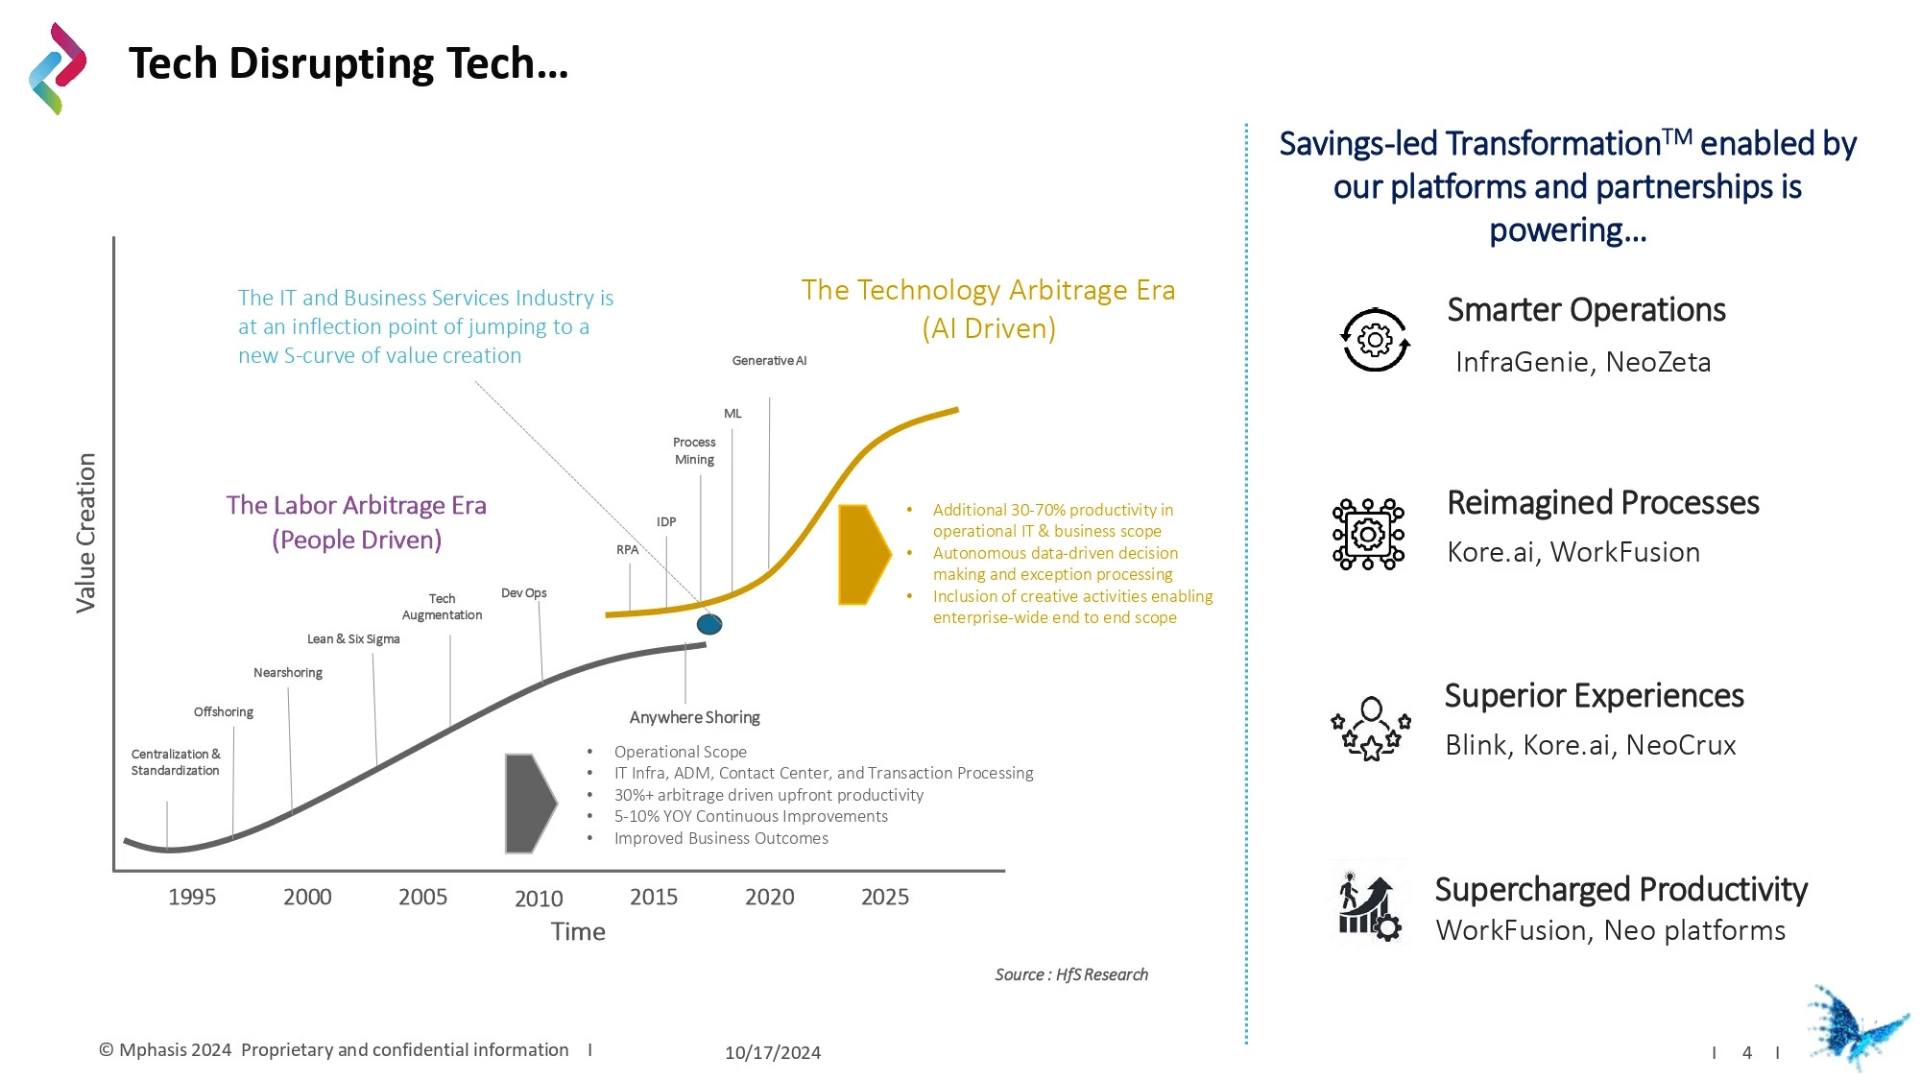 Tech Disrupting Tech...
The IT and Business Services Industry is
at an inflection point of jumping to a
new S-curve of value creation
The Technology Arbitrage Era
(AI Driven)
Generative AI
ML
Process
Mining
IDP
RPA
The Labor Arbitrage Era
(People Driven)
Dev Ops
Tech
Augmentation
Lean & Six Sigma
Nearshoring
Offshoring
Centralization &
Standardization
Value Creation
• Additional 30-70% productivity in
operational IT & business scope
• Autonomous data-driven decision
making and exception processing
• Inclusion of creative activities enabling
enterprise-wide end to end scope
Anywhere Shoring
• Operational Scope
• IT Infra, ADM, Contact Center, and Transaction Processing
• 30%+ arbitrage driven upfront productivity
• 5-10% YOY Continuous Improvements
• Improved Business Outcomes
1995 2000 2005 2010 2015 2020 2025
Time
Source : HfS Research
Savings-led Transformation™ enabled by
our platforms and partnerships is
powering...
Smarter Operations
InfraGenie, NeoZeta
Reimagined Processes
Kore.ai, WorkFusion
Superior Experiences
Blink, Kore.ai, NeoCrux
Supercharged Productivity
WorkFusion, Neo platforms
© Mphasis 2024 Proprietary and confidential information I
10/17/2024
I 4 I